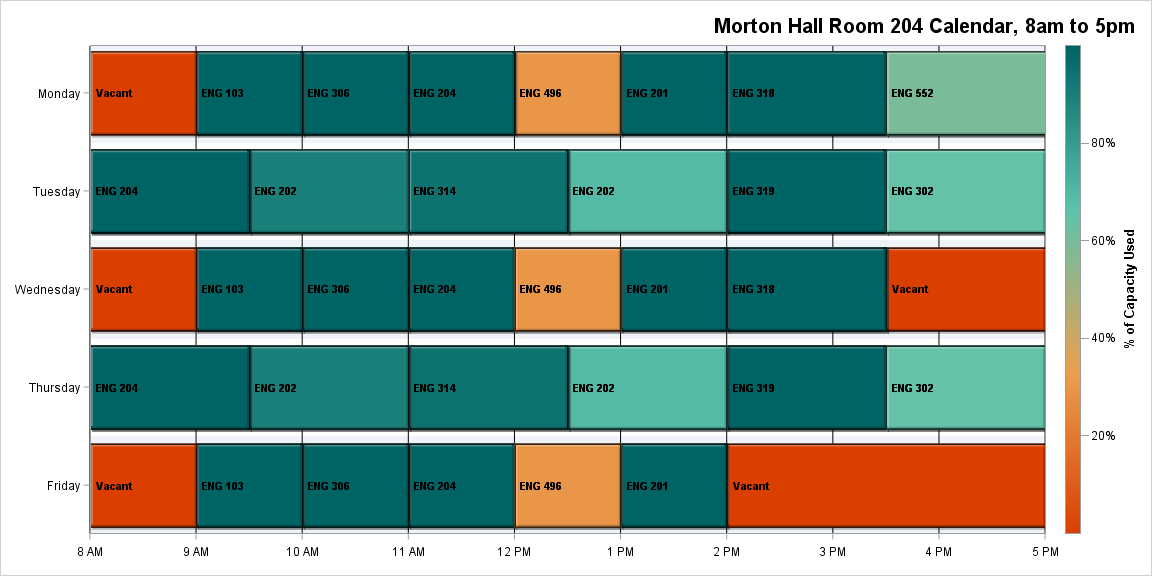 Morton Hall Room 204 Calendar, 8am to 5pm
Monday
Vacant
ENG 103
ENG 306
ENG 204
ENG 496
ENG 201
ENG 318
ENG 552
Tuesday
ENG 204
ENG 202
ENG 314
ENG 202
ENG 319
ENG 302
Wednesday
Vacant
ENG 103
ENG 306
ENG 204
ENG 496
ENG 201
ENG 318
Vacant
Thursday
ENG 204
ENG 202
ENG 314
ENG 202
ENG 319
ENG 302
Friday
Vacant
ENG 103
ENG 306
ENG 204
ENG 496
ENG 201
Vacant
8 AM
9 AM
10 AM
11 AM
12 PM
1 PM
2 PM
3 PM
4 PM
5 PM
80%
60%
40%
20%
% of Capacity Used